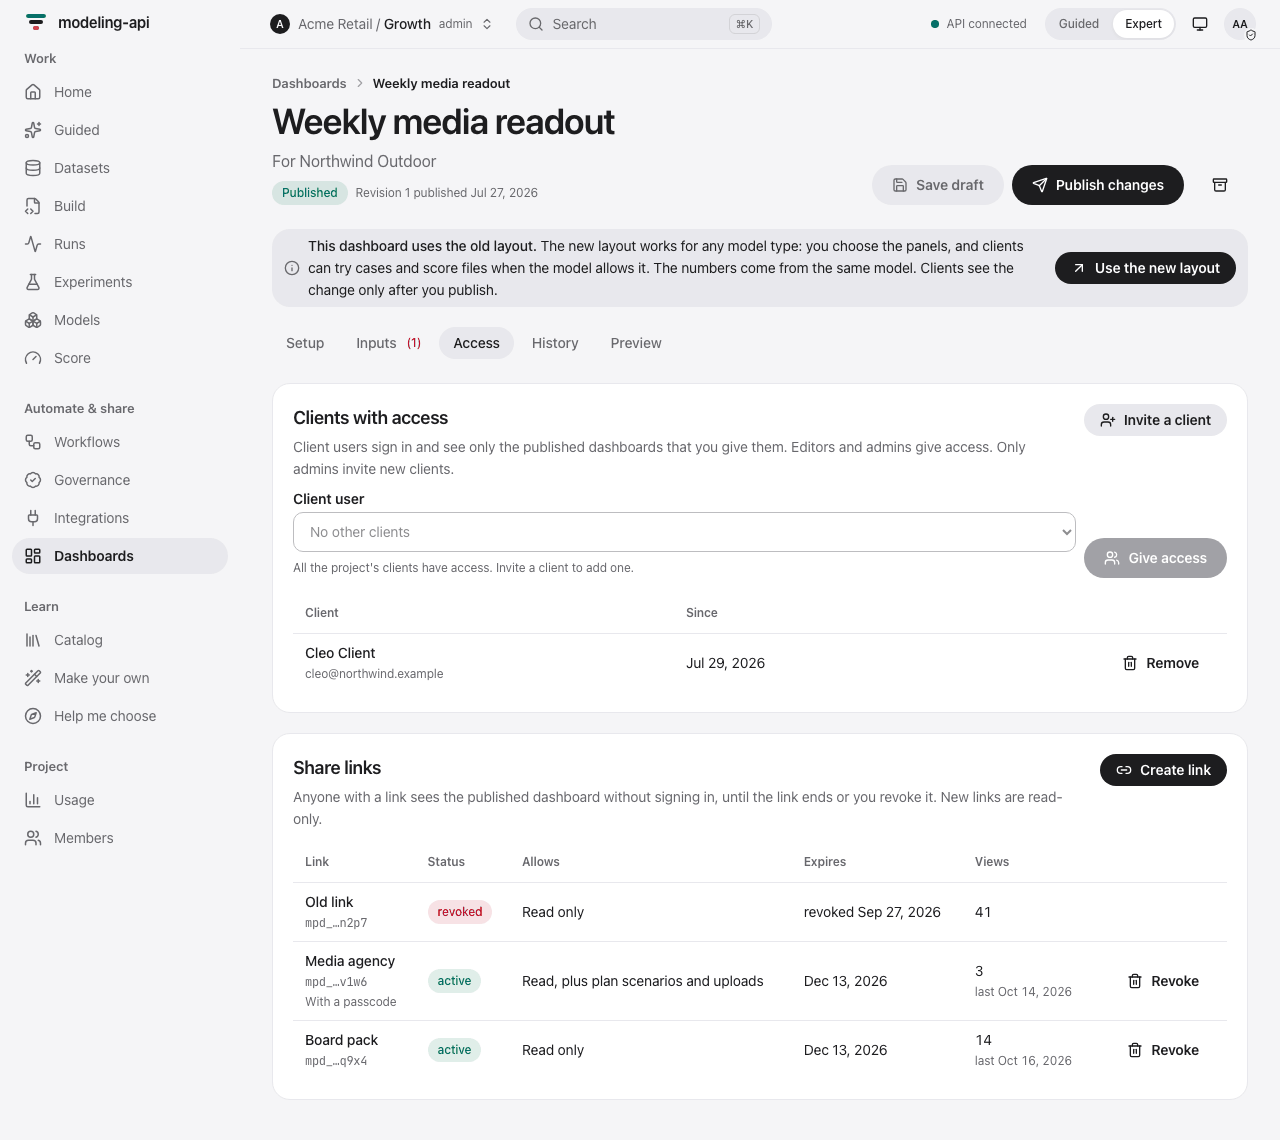 modeling-api
A Acme Retail / Growth admin
Search ⌘K
API connected
Guided Expert
AA
Work
Home
Guided
Datasets
Build
Runs
Experiments
Models
Score
Automate & share
Workflows
Governance
Integrations
Dashboards
Learn
Catalog
Make your own
Help me choose
Project
Usage
Members
Dashboards Weekly media readout
Weekly media readout
For Northwind Outdoor
Published Revision 1 published Jul 27, 2026
Save draft
Publish changes
This dashboard uses the old layout. The new layout works for any model type: you choose the panels, and clients
can try cases and score files when the model allows it. The numbers come from the same model. Clients see the
change only after you publish.
Use the new layout
Setup Inputs (1) Access History Preview
Clients with access
Invite a client
Client users sign in and see only the published dashboards that you give them. Editors and admins give access. Only
admins invite new clients.
Client user
No other clients
Give access
All the project's clients have access. Invite a client to add one.
Client Since
Cleo Client
cleo@northwind.example
Jul 29, 2026
Remove
Share links
Create link
Anyone with a link sees the published dashboard without signing in, until the link ends or you revoke it. New links are read-
only.
Link Status Allows Expires Views
Old link
mpd_…n2p7
revoked
Read only
revoked Sep 27, 2026
41
Media agency
mpd_…v1w6
With a passcode
active
Read, plus plan scenarios and uploads
Dec 13, 2026
3
last Oct 14, 2026
Revoke
Board pack
mpd_…q9x4
active
Read only
Dec 13, 2026
14
last Oct 16, 2026
Revoke